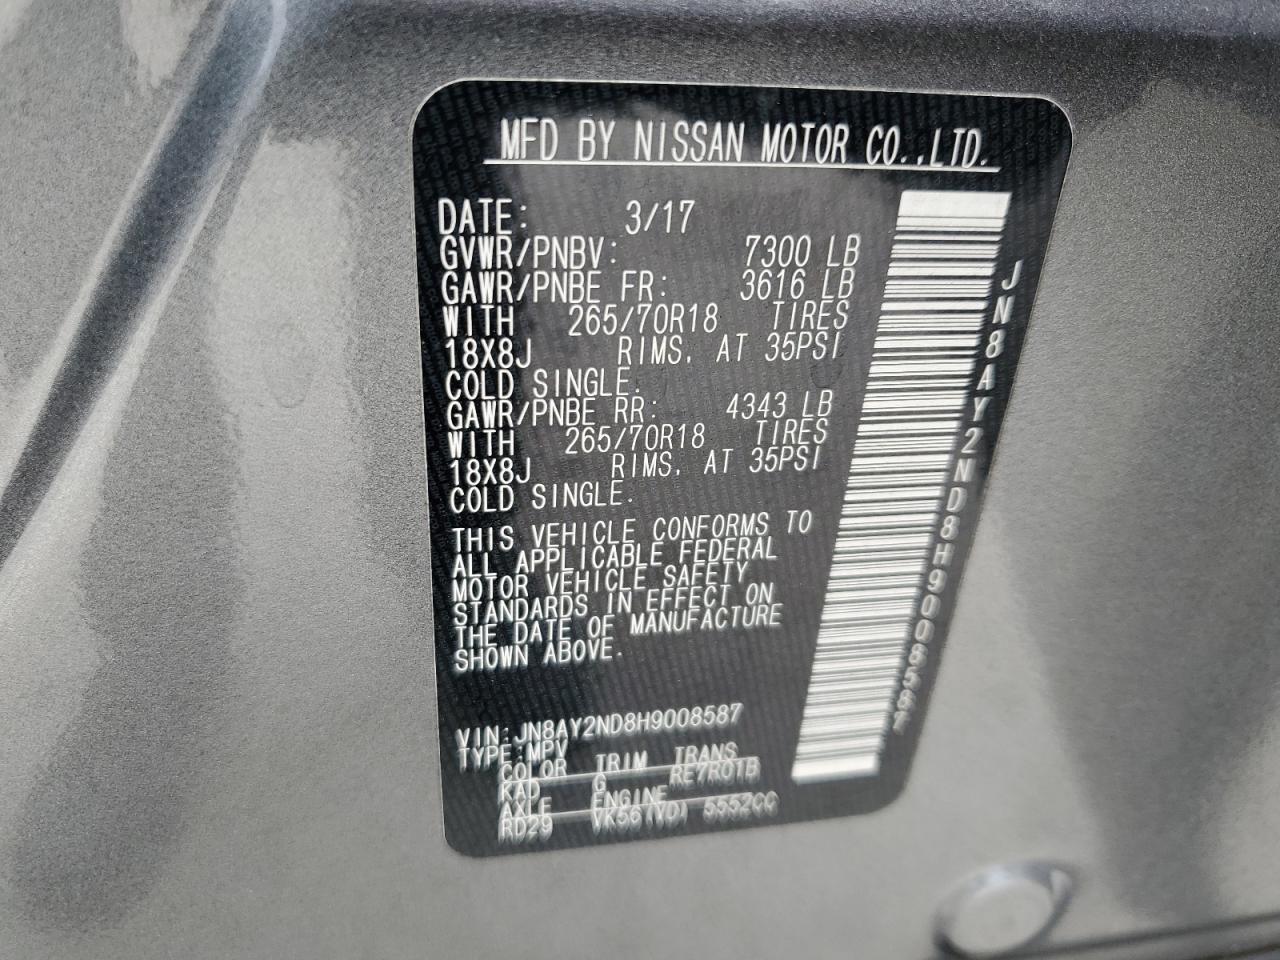 MFD BY NISSAN MOTOR CO.,LTD.
DATE: 3/17
GVWR/PNBV: 7300 LB
GAWR/PNBE FR: 3616 LB
WITH 265/70R18 TIRES
18X8J RIMS, AT 35PSI
COLD SINGLE.
GAWR/PNBE RR: 4343 LB
WITH 265/70R18 TIRES
18X8J RIMS, AT 35PSI
COLD SINGLE.
THIS VEHICLE CONFORMS TO
ALL APPLICABLE FEDERAL
MOTOR VEHICLE SAFETY
STANDARDS IN EFFECT ON
THE DATE OF MANUFACTURE
SHOWN ABOVE.
VIN:JN8AY2ND8H9008587
TYPE:MPV
COLOR TRIM TRANS
KAD G RE7R01B
AXLE ENGINE
RD29 VK56(VD) 5552CC
JN8AY2ND8H9008587